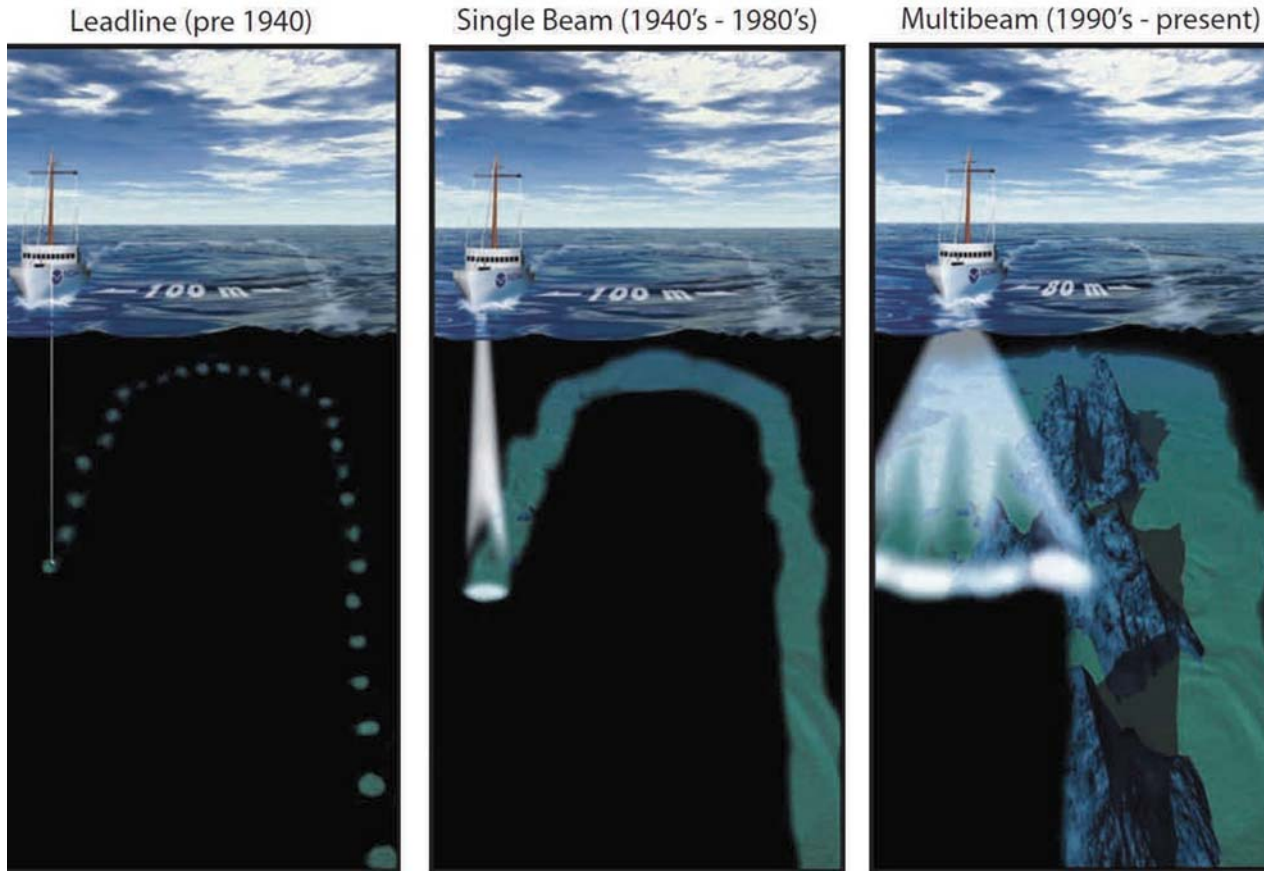 Leadline (pre 1940)
Single Beam (1940's - 1980's)
Multibeam (1990's - present)
100 m
100 m
80 m